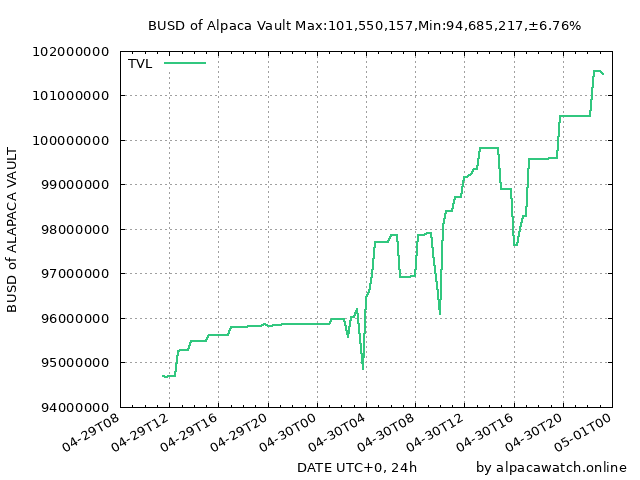 BUSD of Alpaca Vault Max:101,550,157,Min:94,685,217,±6.76%
TVL
102000000
101000000
100000000
99000000
98000000
97000000
96000000
95000000
94000000
BUSD of ALAPACA VAULT
04-29T08
04-29T12
04-29T16
04-29T20
04-30T00
04-30T04
04-30T08
04-30T12
04-30T16
04-30T20
05-01T00
DATE UTC+0, 24h
by alpacawatch.online